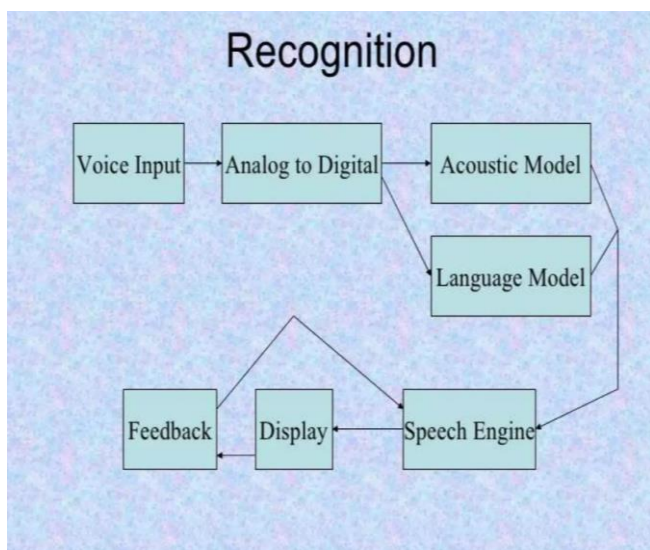 Recognition
Voice Input
Analog to Digital
Acoustic Model
Language Model
Feedback
Display
Speech Engine